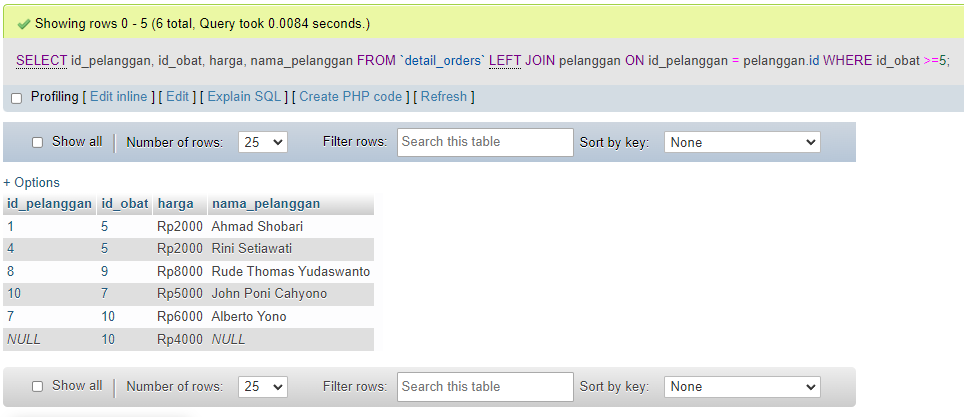 Showing rows 0 - 5 (6 total, Query took 0.0084 seconds.)
SELECT id_pelanggan, id_obat, harga, nama_pelanggan FROM `detail_orders` LEFT JOIN pelanggan ON id_pelanggan = pelanggan.id WHERE id_obat >=5;
Profiling [ Edit inline ] [ Edit ] [ Explain SQL ] [ Create PHP code ] [ Refresh ]
Show all Number of rows: 25 Filter rows: Search this table Sort by key: None
+ Options
id_pelanggan id_obat harga nama_pelanggan
1 5 Rp2000 Ahmad Shobari
4 5 Rp2000 Rini Setiawati
8 9 Rp8000 Rude Thomas Yudaswanto
10 7 Rp5000 John Poni Cahyono
7 10 Rp6000 Alberto Yono
NULL 10 Rp4000 NULL
Show all Number of rows: 25 Filter rows: Search this table Sort by key: None